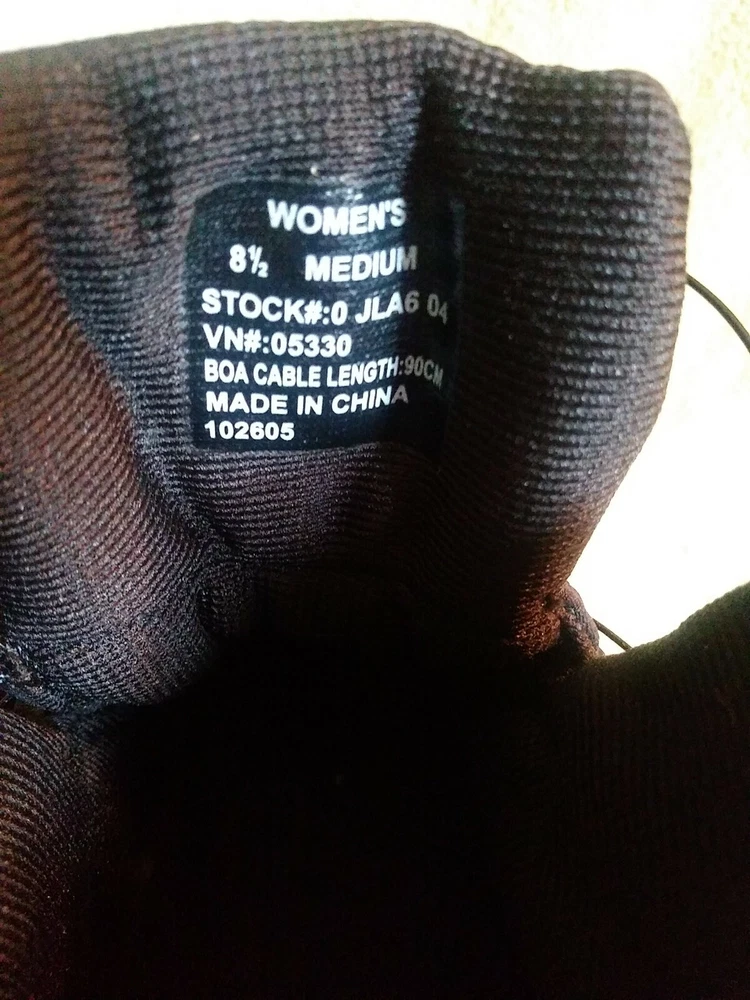 WOMEN'S
8½ MEDIUM
STOCK#:0 JLA6 04
VN#:05330
BOA CABLE LENGTH:90CM
MADE IN CHINA
102605